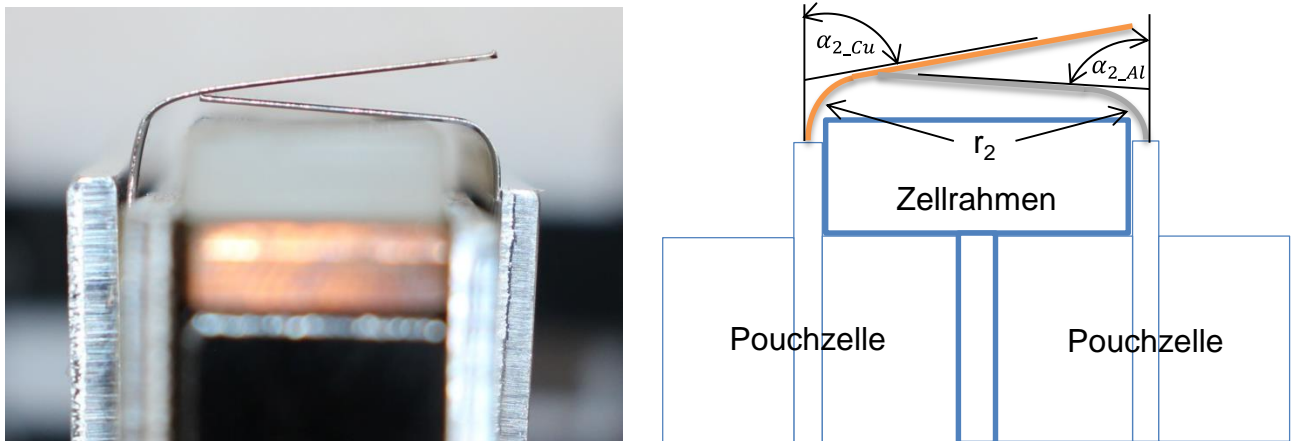 α2_Cu
α2_Al
r2
Zellrahmen
Pouchzelle
Pouchzelle